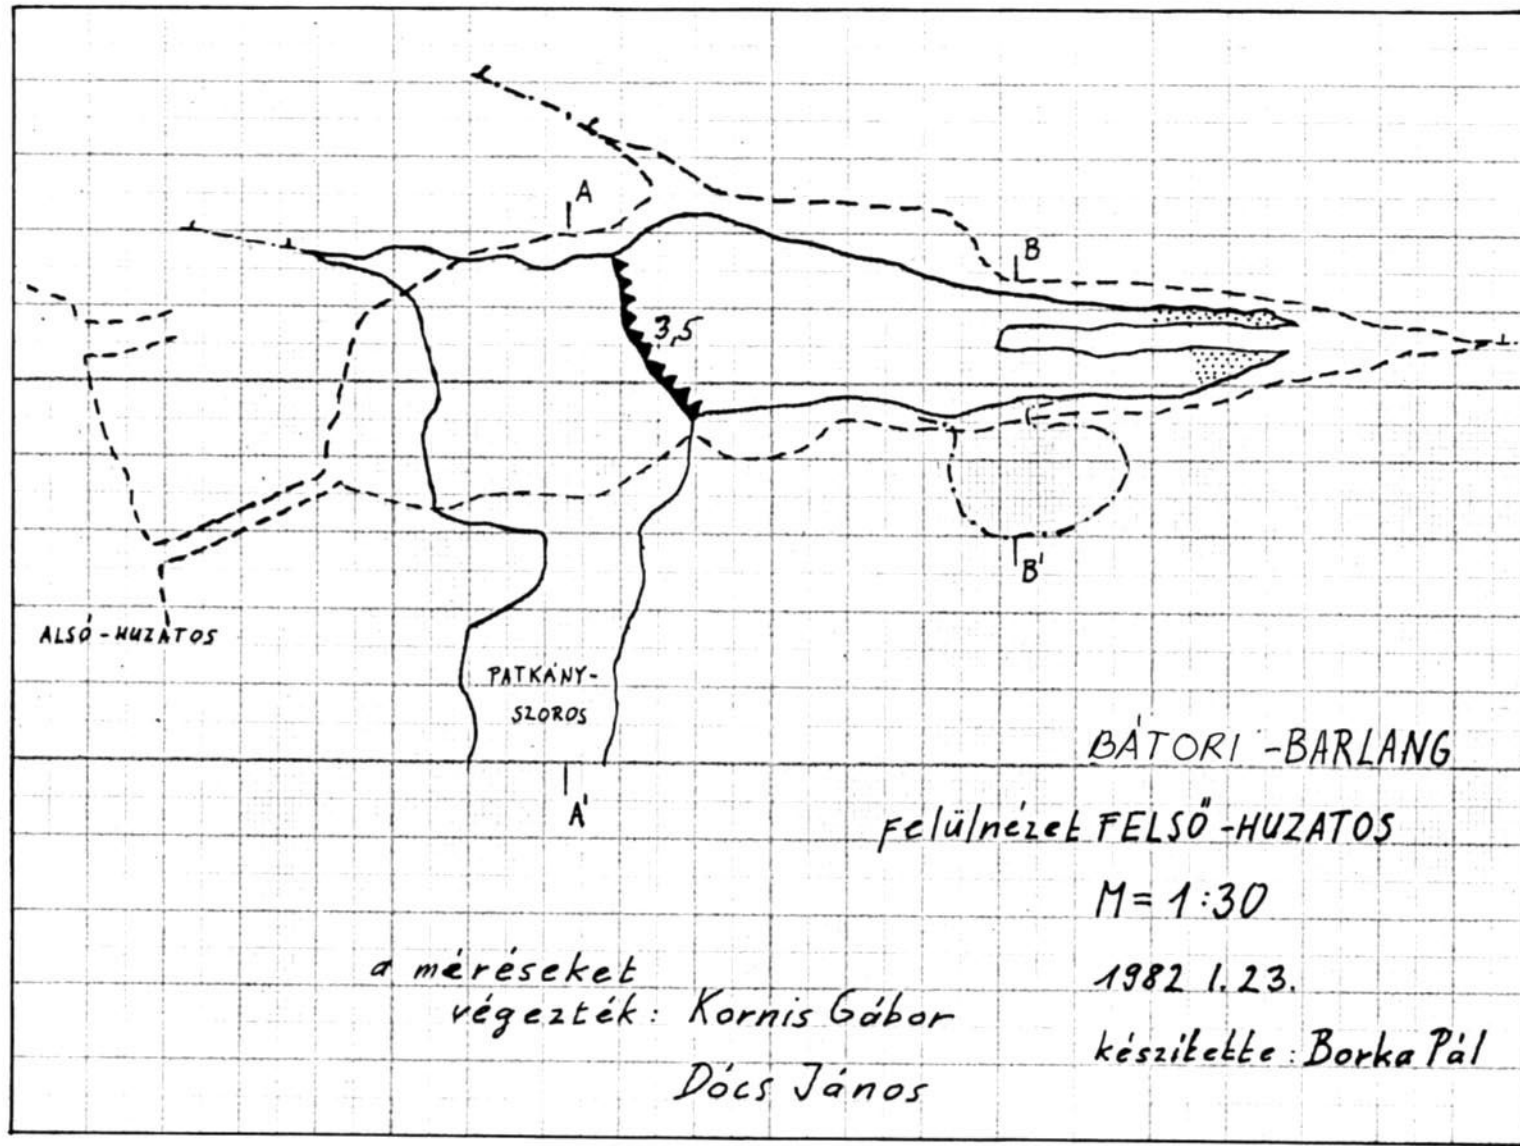 A
B
3,5
B'
ALSÓ-HUZATOS
PATKÁNY-
SZOROS
A'
BÁTORI-BARLANG
felülnézet FELSŐ-HUZATOS
M = 1:30
1982 1.23.
a méréseket
végezték: Kornis Gábor
Dócs János
készítette: Borka Pál